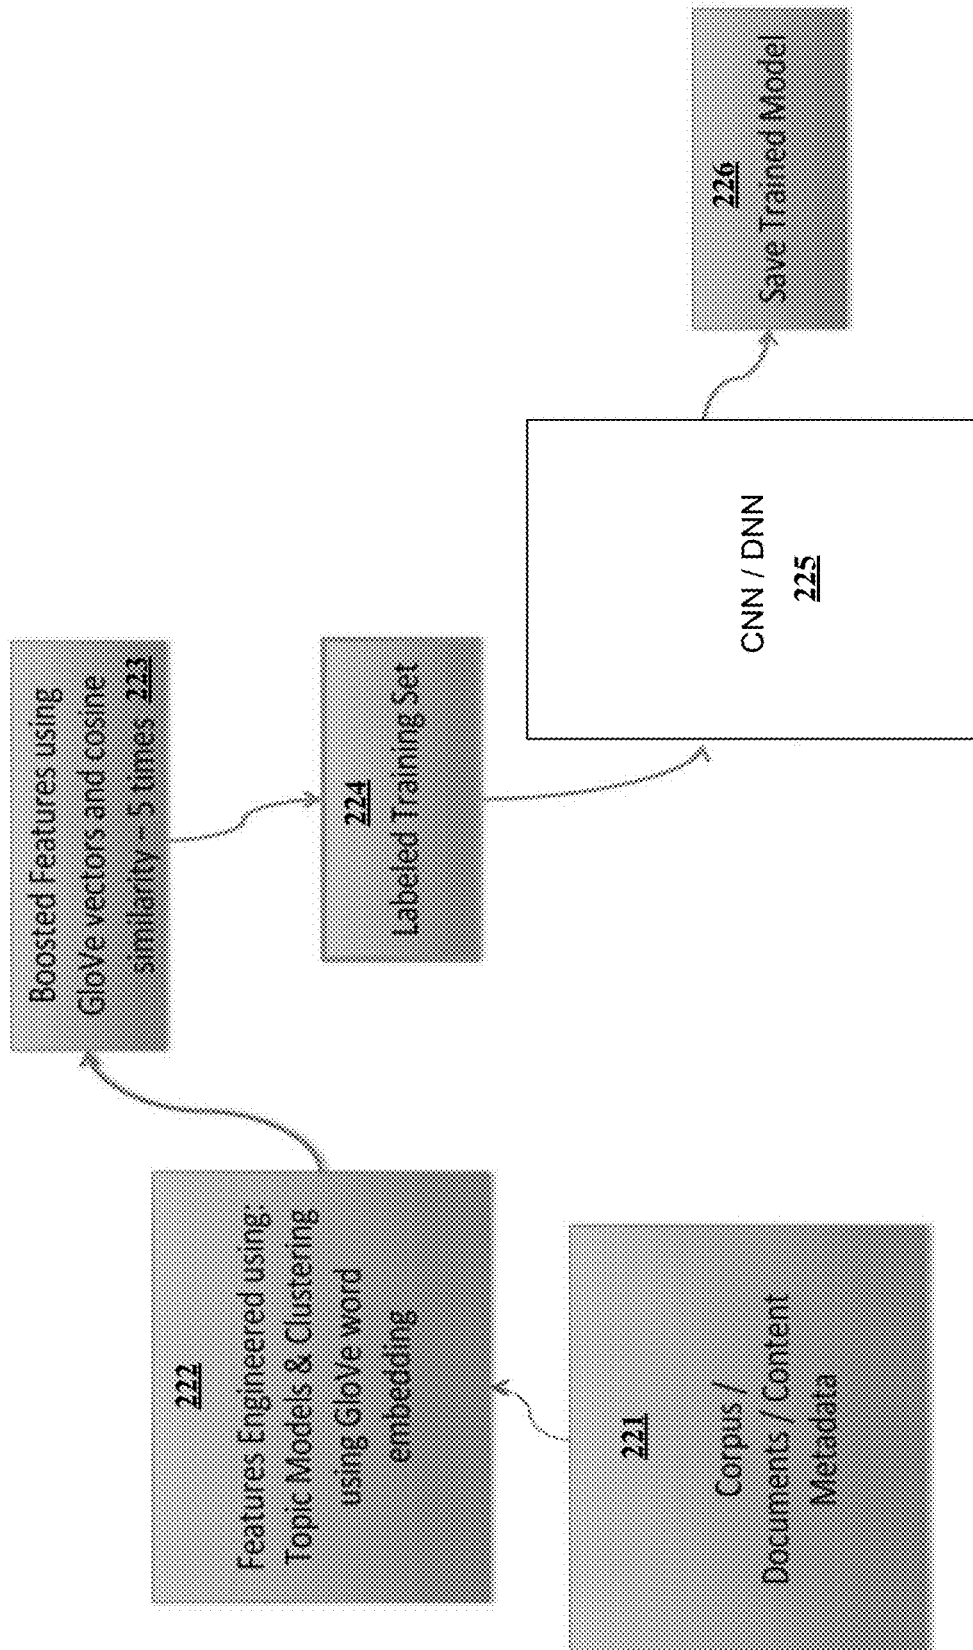 221
Corpus /
Documents / Content
Metadata
222
Features Engineered using:
Topic Models & Clustering
using GloVe word
embedding
Boosted Features using
GloVe vectors and cosine
similarity ~ 5 times 223
224
Labeled Training Set
CNN / DNN
225
226
Save Trained Model